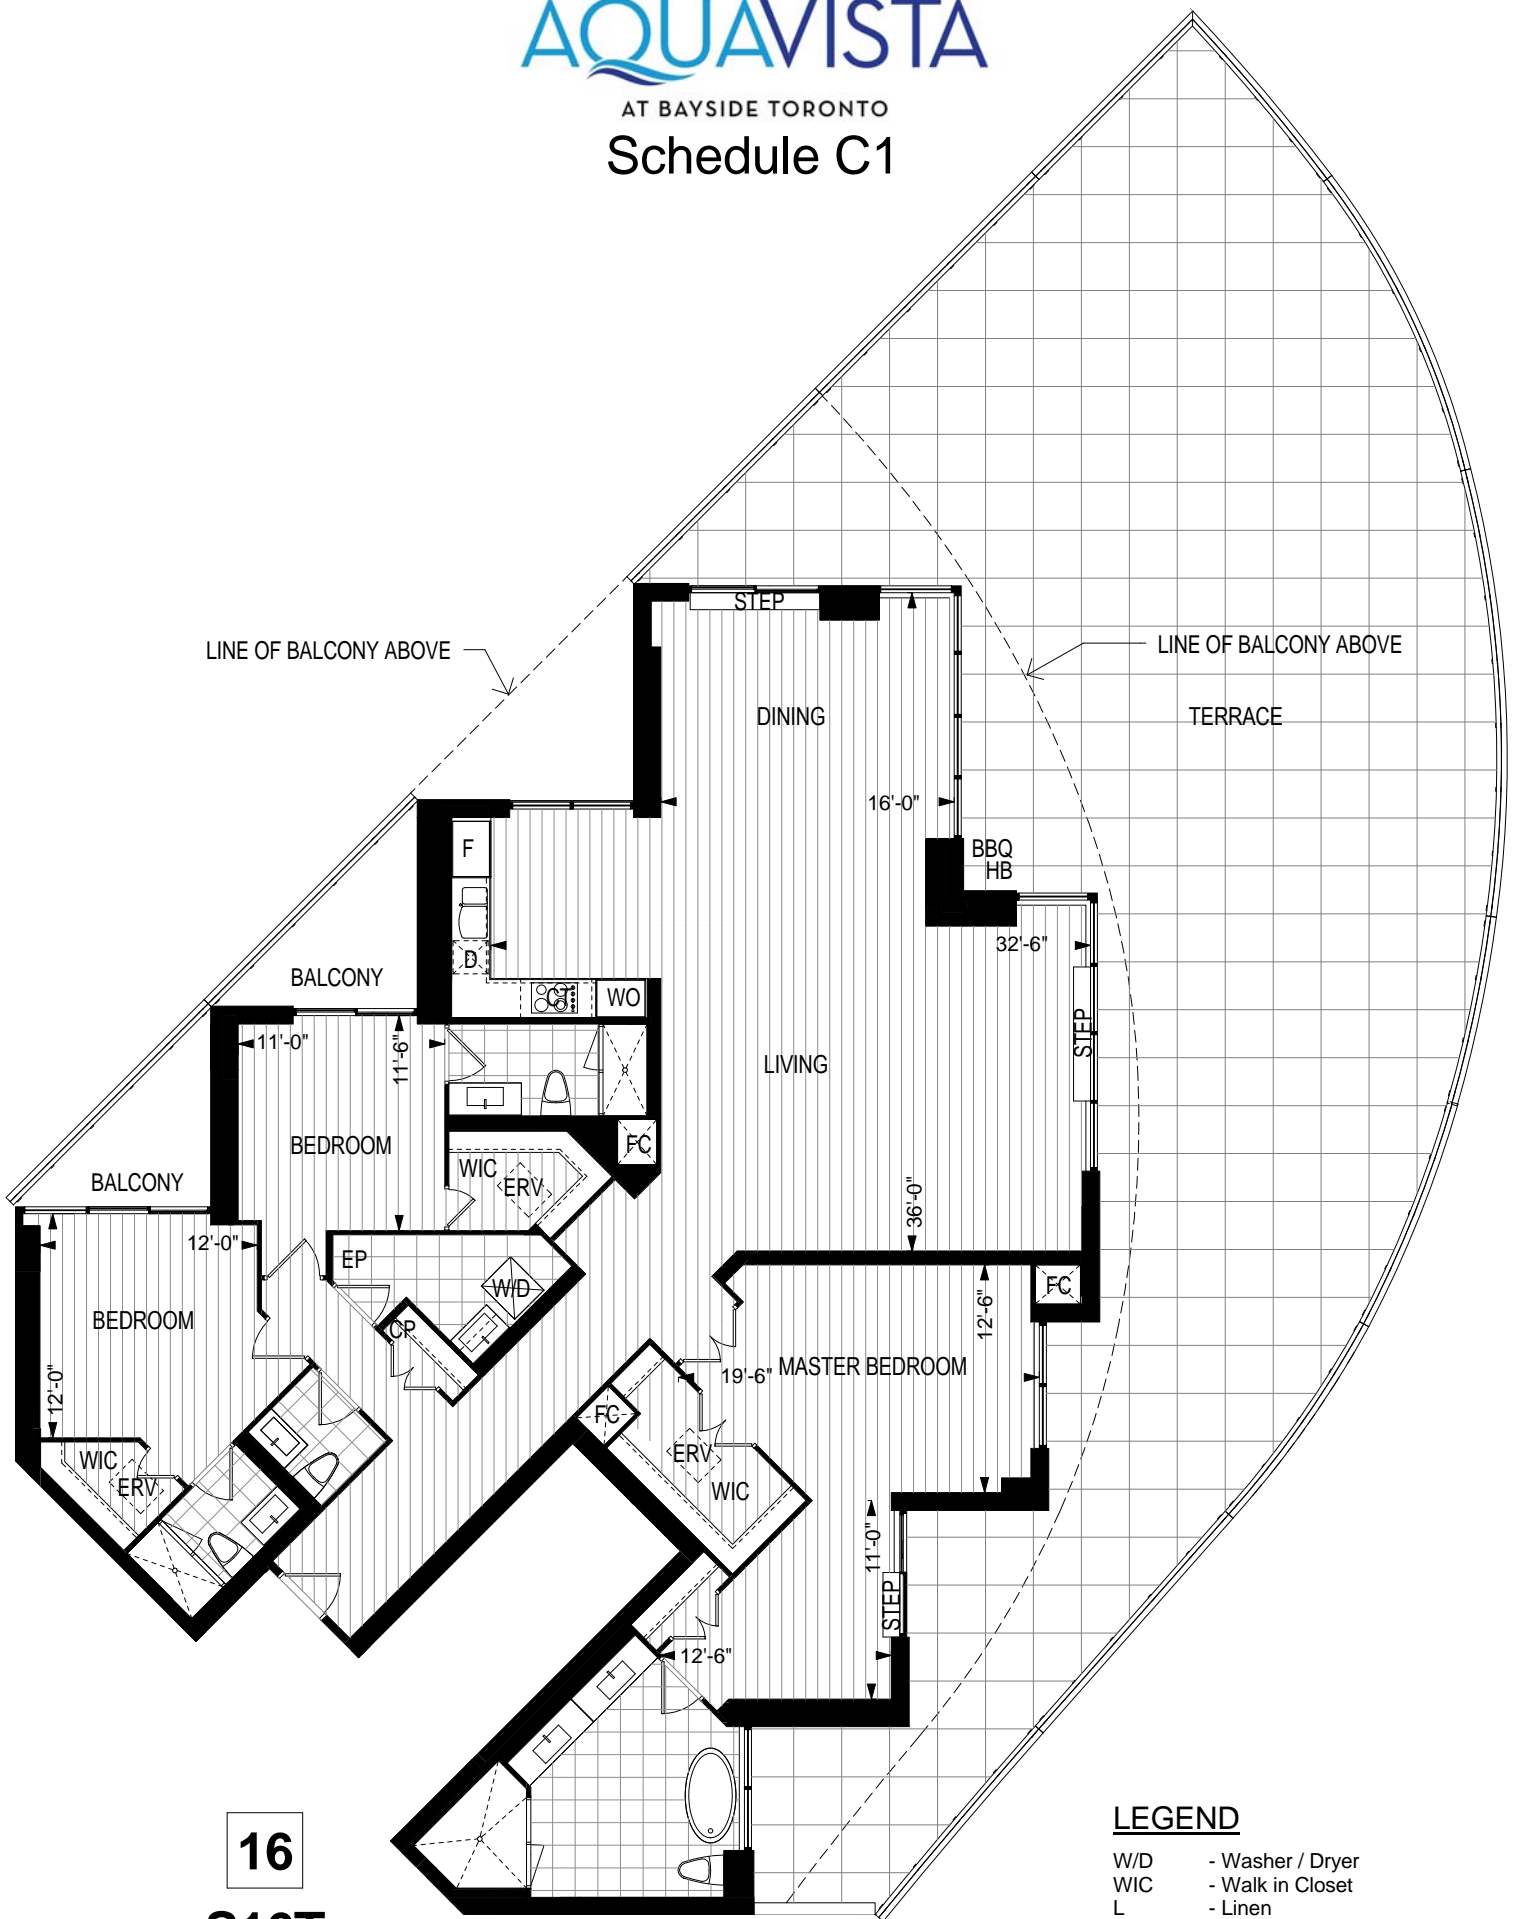 AQUAVISTA
AT BAYSIDE TORONTO
Schedule C1
STEP
LINE OF BALCONY ABOVE
LINE OF BALCONY ABOVE
DINING
TERRACE
16'-0"
F
BBQ
HB
32'-6"
D
BALCONY
WO
STEP
11'-0"
11'-6"
LIVING
BEDROOM
FC
WIC
ERV
BALCONY
36'-0"
12'-0"
EP
W/D
FC
12'-6"
BEDROOM
CP
MASTER BEDROOM
19'-6"
12'-0"
FC
WIC
ERV
ERV
WIC
11'-0"
STEP
12'-6"
LEGEND
16
W/D - Washer / Dryer
WIC - Walk in Closet
L - Linen